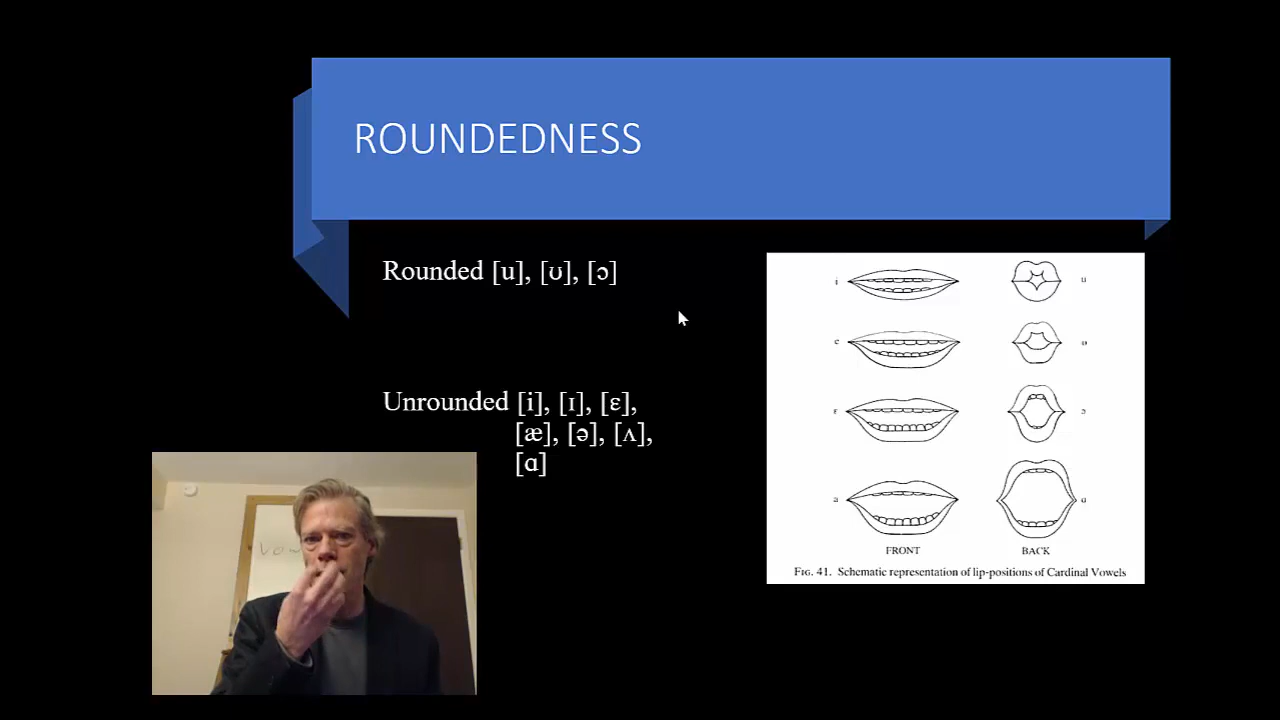 ROUNDEDNESS
Rounded [u], [ʊ], [ɔ]
Unrounded [i], [ɪ], [ɛ],
[æ], [ə], [ʌ],
[ɑ]
i u
e
ɛ ɔ
a ɑ
FRONT BACK
FIG. 41. Schematic representation of lip-positions of Cardinal Vowels